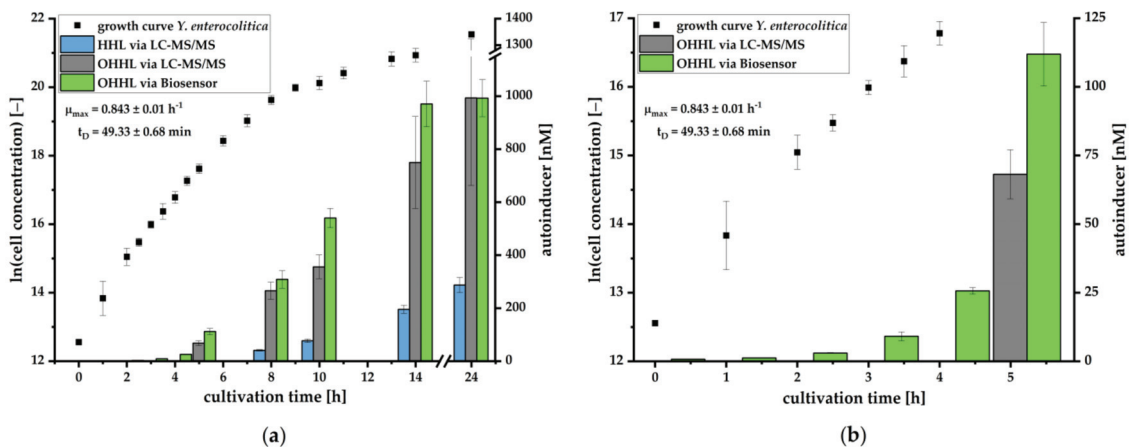 growth curve Y. enterocolitica
HHL via LC-MS/MS
OHHL via LC-MS/MS
OHHL via Biosensor
μmax = 0.843 ± 0.01 h⁻¹
tD = 49.33 ± 0.68 min
ln(cell concentration) [−]
22
20
18
16
14
12
autoinducer [nM]
1400
1300
1000
800
600
400
200
0
0 2 4 6 8 10 12 14 24
cultivation time [h]
(a)
growth curve Y. enterocolitica
OHHL via LC-MS/MS
OHHL via Biosensor
μmax = 0.843 ± 0.01 h⁻¹
tD = 49.33 ± 0.68 min
ln(cell concentration) [−]
17
16
15
14
13
12
autoinducer [nM]
125
100
75
50
25
0
0 1 2 3 4 5
cultivation time [h]
(b)